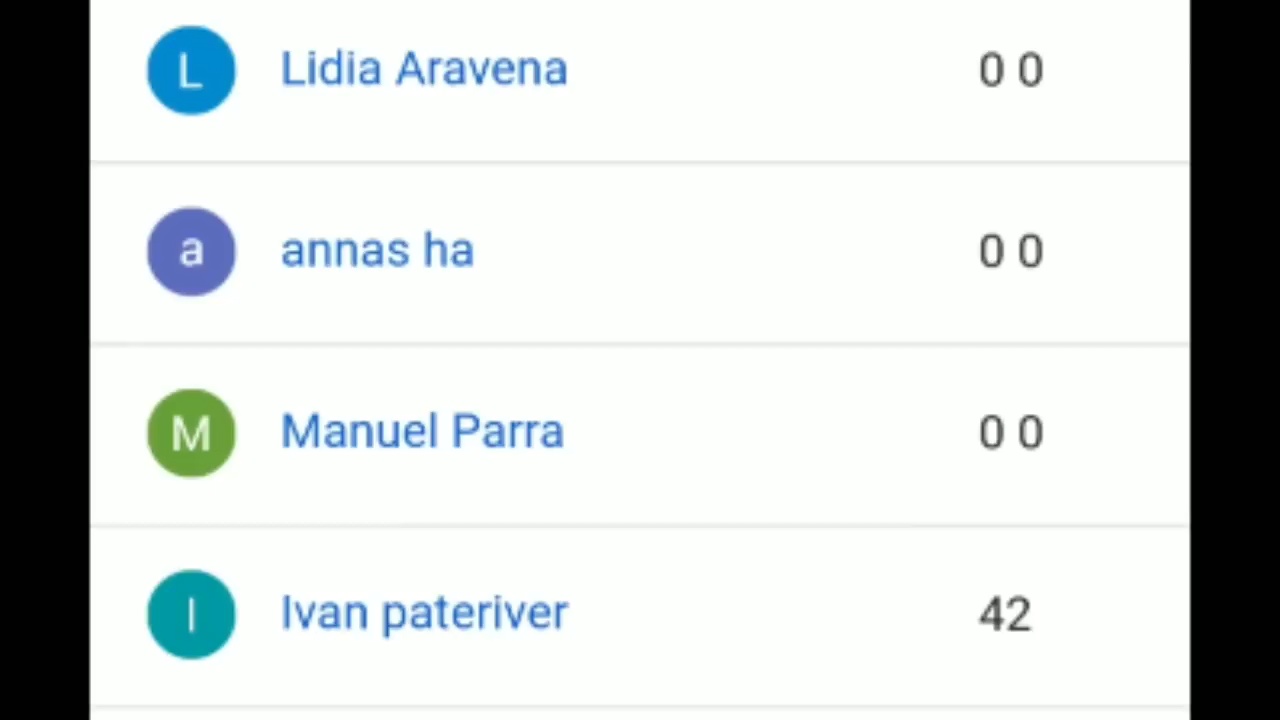 L Lidia Aravena 0 0
a annas ha 0 0
M Manuel Parra 0 0
I Ivan pateriver 42